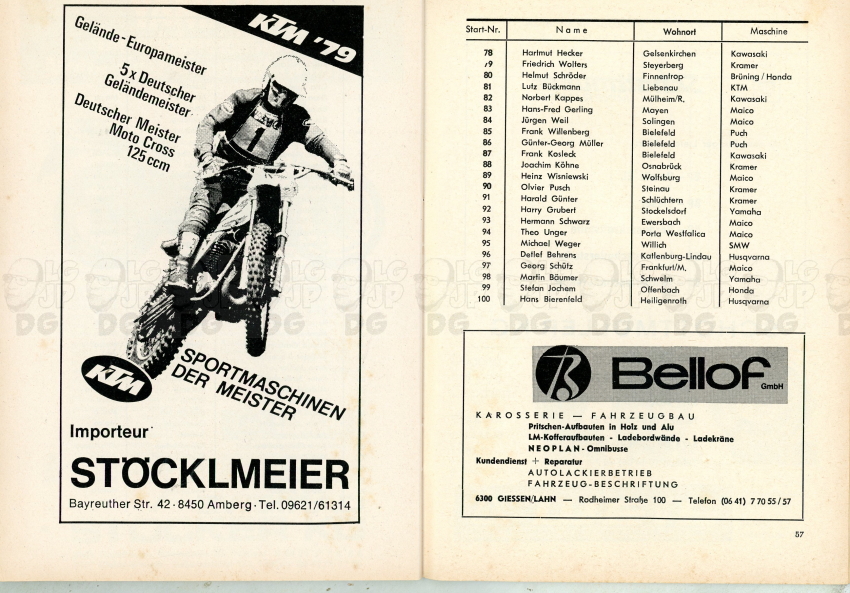 KTM '79
Gelände-Europameister
5 x Deutscher
Geländemeister
Deutscher Meister
Moto Cross
125 ccm
1
KTM
SPORTMASCHINEN
DER MEISTER
Importeur
STÖCKLMEIER
Bayreuther Str. 42 · 8450 Amberg · Tel. 09621/61314
Start-Nr. Name Wohnort Maschine
78 Hartmut Hecker Gelsenkirchen Kawasaki
79 Friedrich Wolters Steyerberg Kramer
80 Helmut Schröder Finnentrop Brüning / Honda
81 Lutz Bückmann Liebenau KTM
82 Norbert Kappes Mülheim/R. Kawasaki
83 Hans-Fred Gerling Mayen Maico
84 Jürgen Weil Solingen Maico
85 Frank Willenberg Bielefeld Puch
86 Günter-Georg Müller Bielefeld Puch
87 Frank Kosleck Bielefeld Kawasaki
88 Joachim Köhne Osnabrück Kramer
89 Heinz Wisniewski Wolfsburg Maico
90 Olvier Pusch Steinau Kramer
91 Harald Günter Schlüchtern Kramer
92 Harry Grubert Stockelsdorf Yamaha
93 Hermann Schwarz Ewersbach Maico
94 Theo Unger Porta Westfalica Maico
95 Michael Weger Willich SMW
96 Detlef Behrens Katlenburg-Lindau Husqvarna
97 Georg Schütz Frankfurt/M. Maico
98 Martin Bäumer Schwelm Yamaha
99 Stefan Jochem Offenbach Honda
100 Hans Bierenfeld Heiligenroth Husqvarna
Bellof GmbH
KAROSSERIE — FAHRZEUGBAU
Pritschen-Aufbauten in Holz und Alu
LM-Kofferaufbauten - Ladebordwände - Ladekräne
NEOPLAN - Omnibusse
Kundendienst + Reparatur
AUTOLACKIERBETRIEB
FAHRZEUG-BESCHRIFTUNG
6300 GIESSEN/LAHN — Rodheimer Straße 100 — Telefon (06 41) 7 70 55 / 57
57